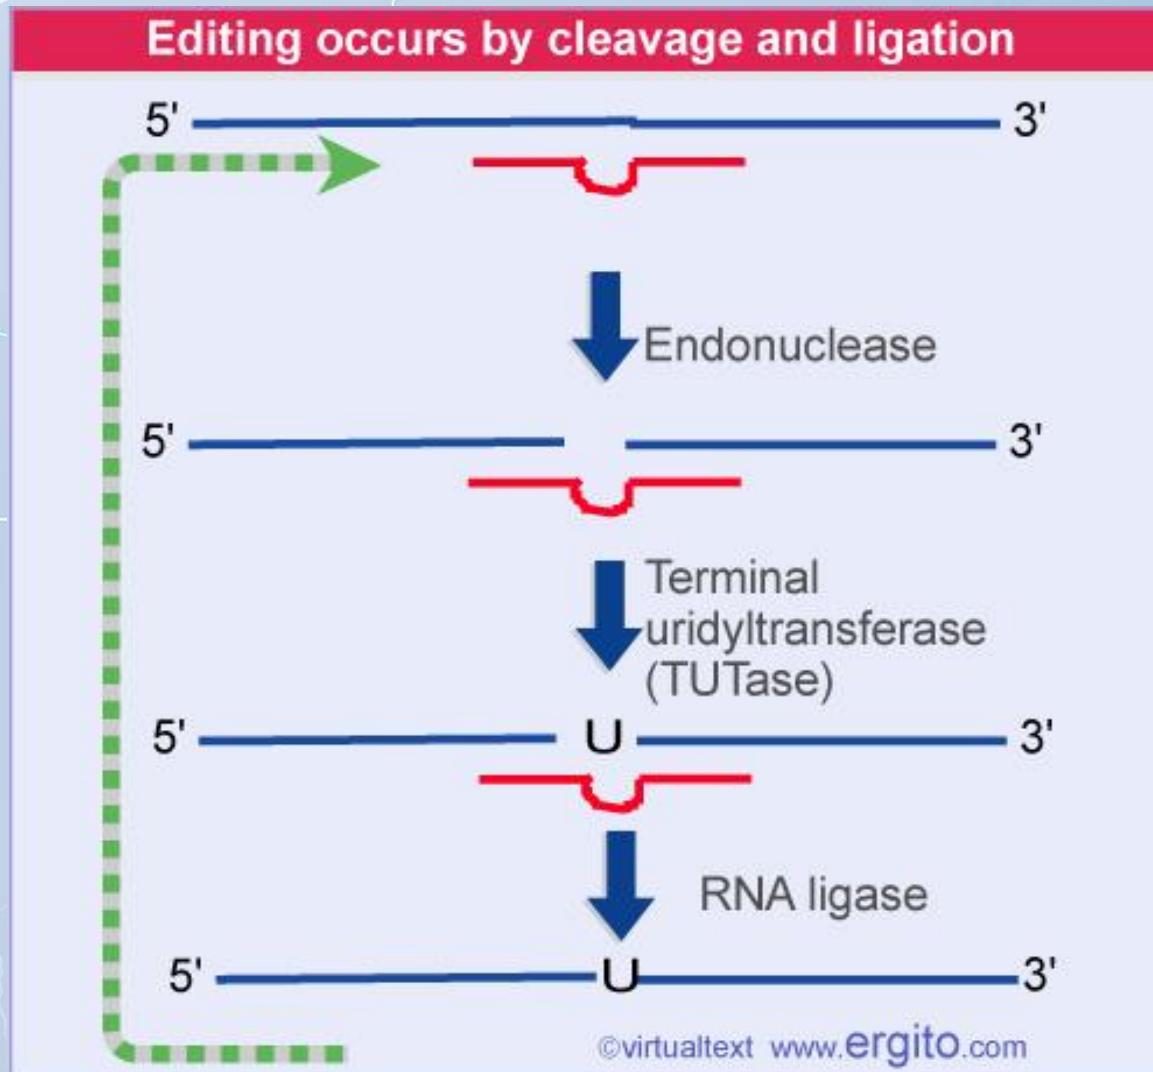 Editing occurs by cleavage and ligation
5' 3'
Endonuclease
5' 3'
Terminal
uridyltransferase
(TUTase)
5' U 3'
RNA ligase
5' U 3'
©virtualtext www.ergito.com